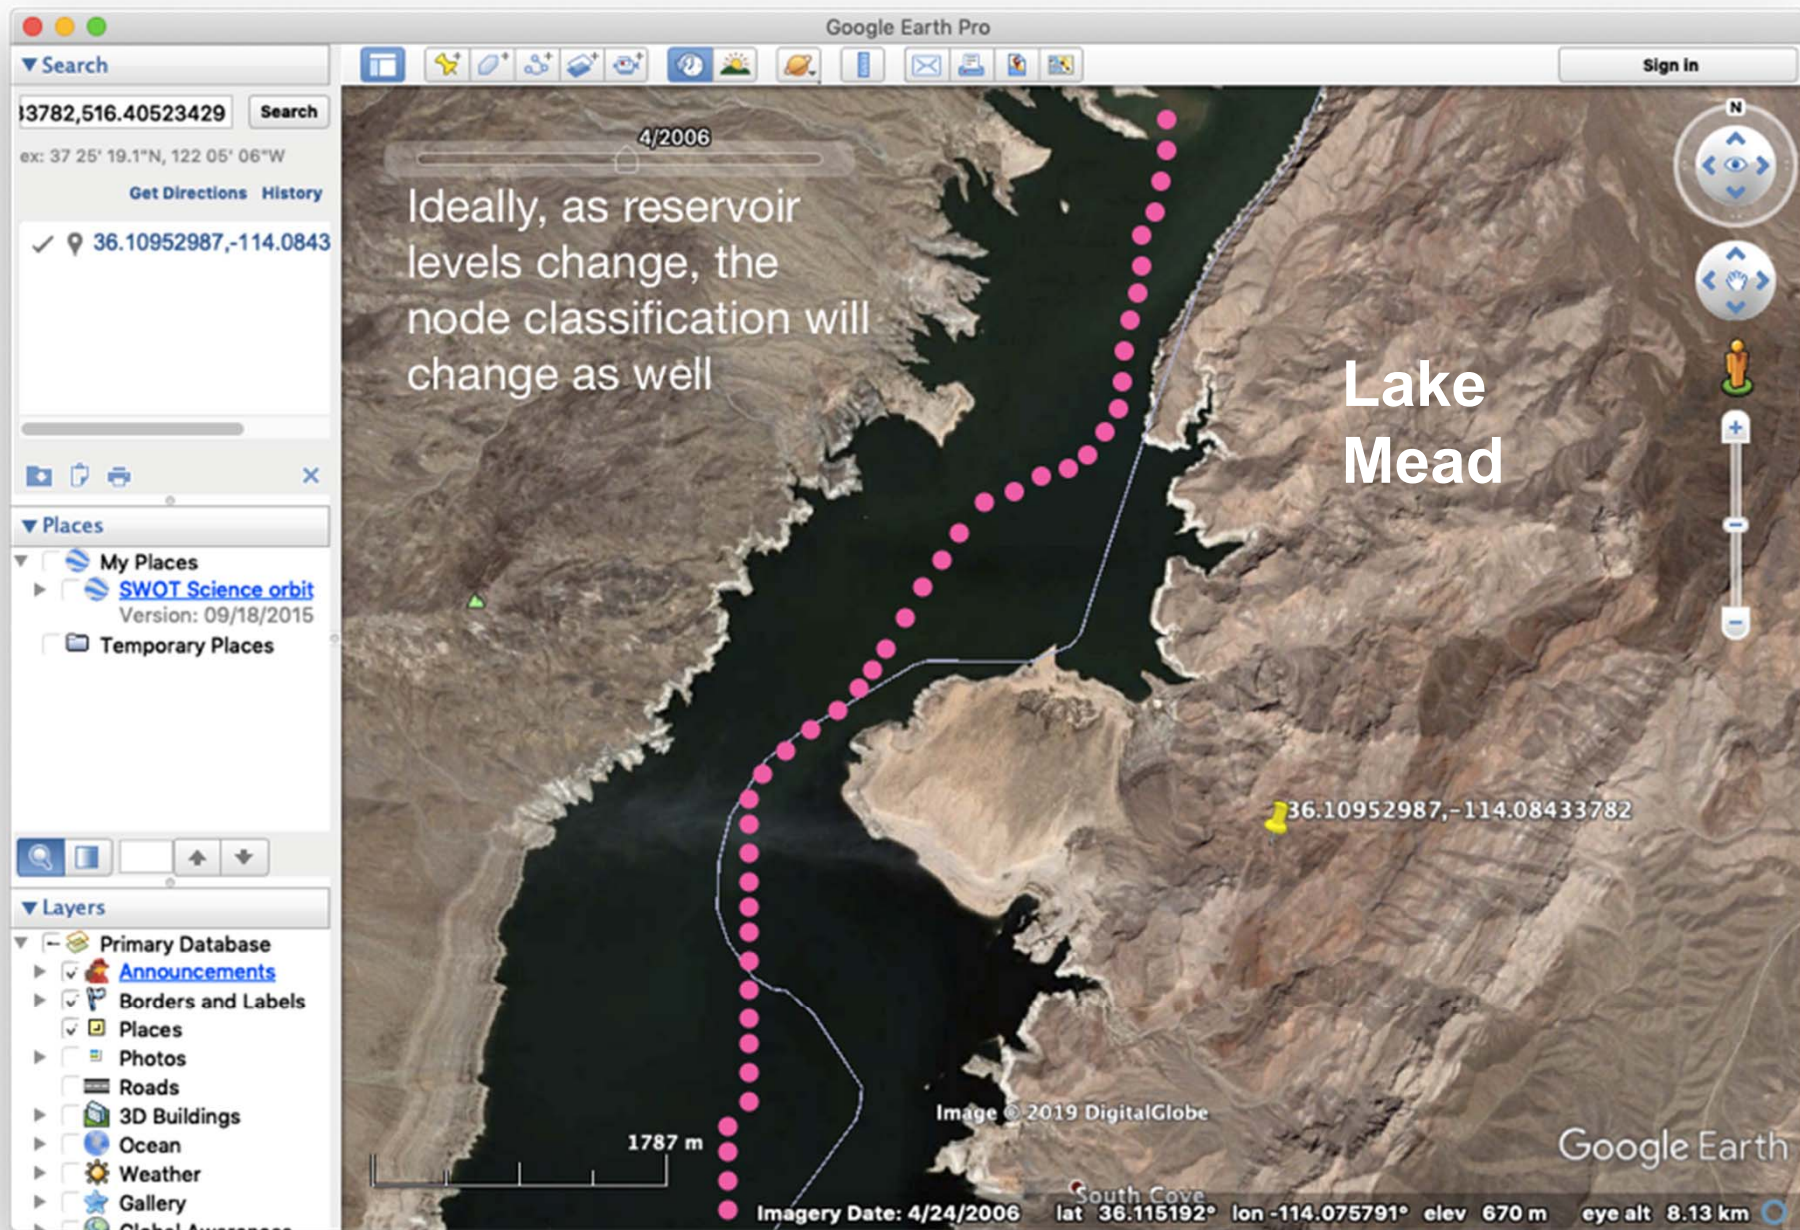 Google Earth Pro
Search
Sign in
33782,516.40523429
Search
ex: 37 25' 19.1"N, 122 05' 06"W
Get Directions History
36.10952987,-114.0843
Places
My Places
SWOT Science orbit
Version: 09/18/2015
Temporary Places
Layers
Primary Database
Announcements
Borders and Labels
Places
Photos
Roads
3D Buildings
Ocean
Weather
Gallery
4/2006
Ideally, as reservoir
levels change, the
node classification will
change as well
N
Lake
Mead
36.10952987,-114.08433782
Image © 2019 DigitalGlobe
1787 m
Google Earth
South Cove
Imagery Date: 4/24/2006 lat 36.115192° lon -114.075791° elev 670 m eye alt 8.13 km